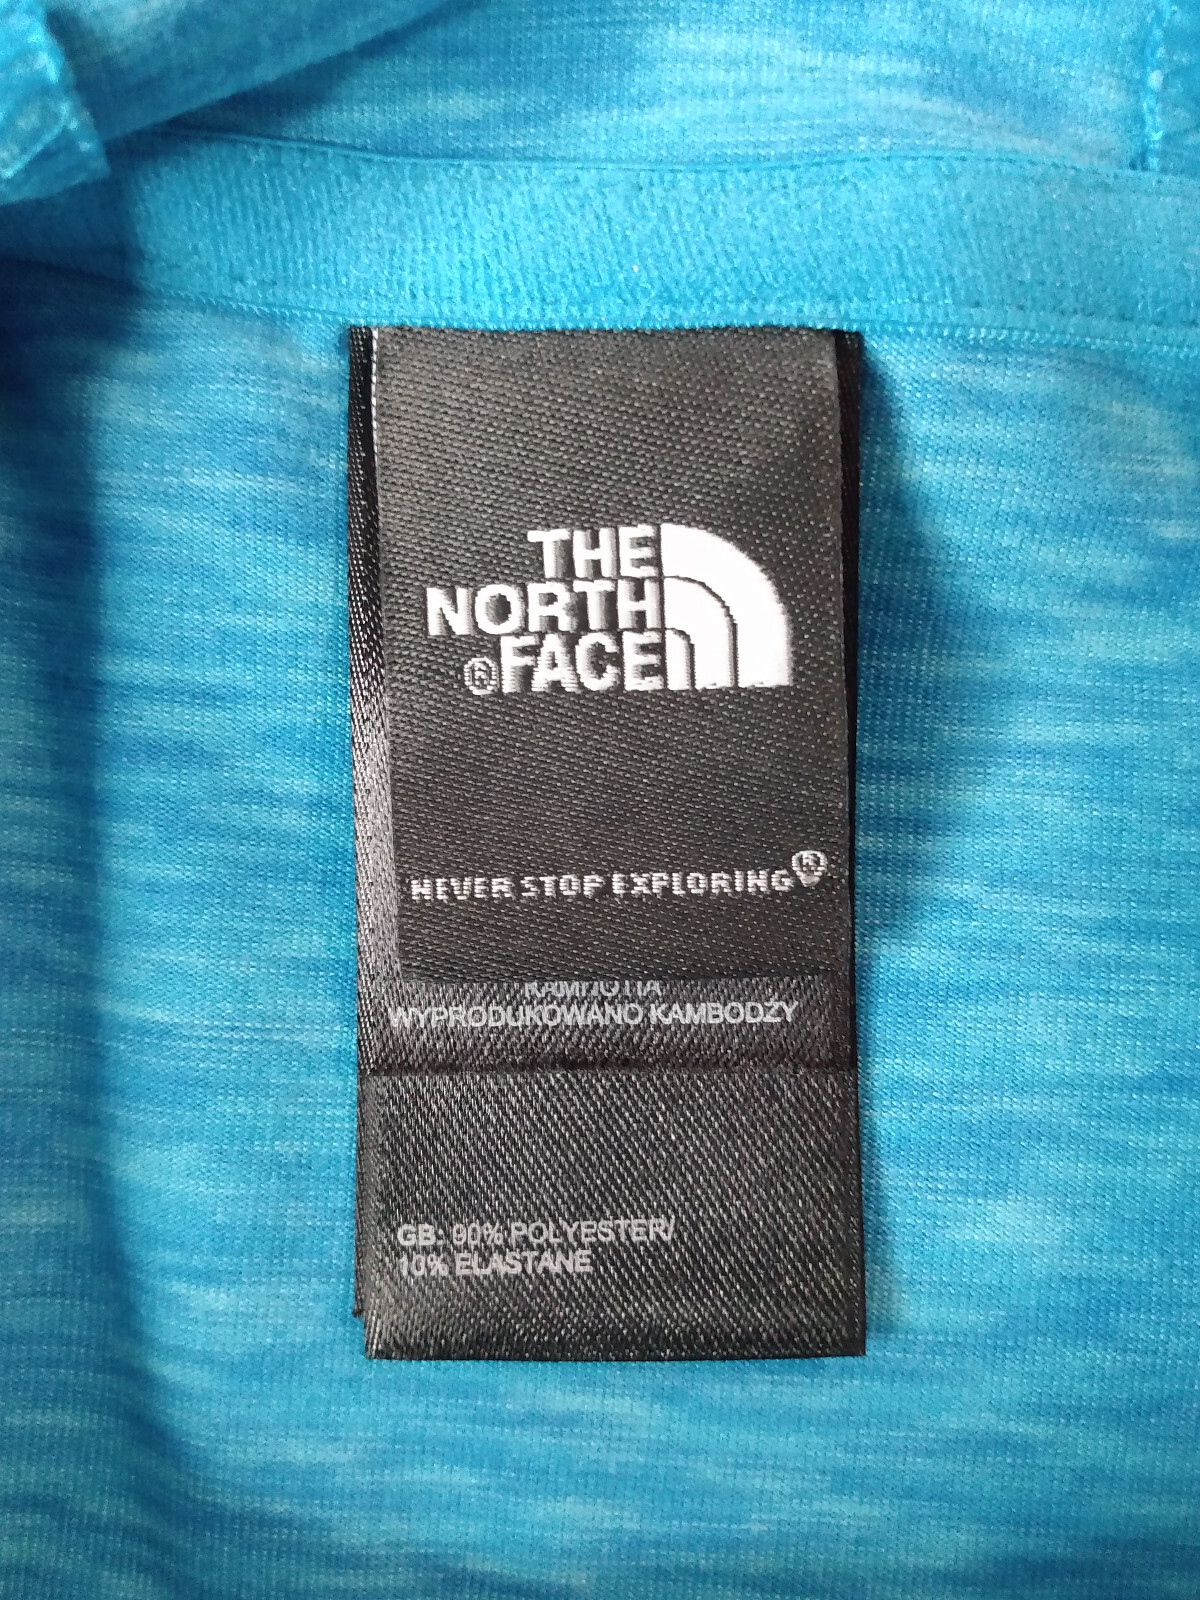 THE
NORTH
®FACE
NEVER STOP EXPLORING®
WYPRODUKOWANO KAMBODŻY
GB: 90% POLYESTER/
10% ELASTANE